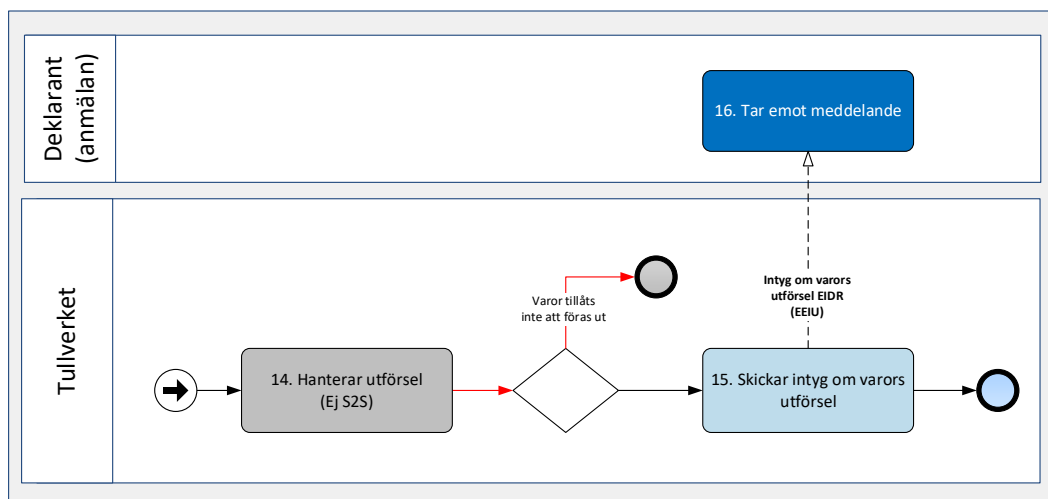 Deklarant
(anmälan)
16. Tar emot meddelande
Tullverket
Varor tillåts
inte att föras ut
Intyg om varors
utförsel EIDR
(EEIU)
14. Hanterar utförsel
(Ej S2S)
15. Skickar intyg om varors
utförsel